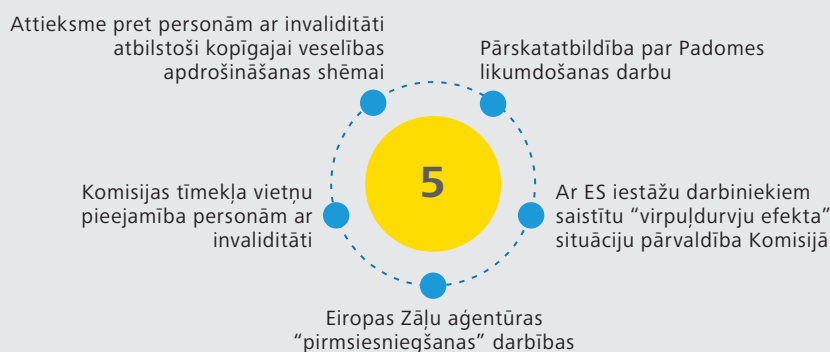 Attieksme pret personām ar invaliditāti
atbilstoši kopīgajai veselības
apdrošināšanas shēmai
Pārskatatbildība par Padomes
likumdošanas darbu
5
Komisijas tīmekļa vietņu
pieejamība personām ar
invaliditāti
Ar ES iestāžu darbiniekiem
saistītu “virpuļdurvju efekta”
situāciju pārvaldība Komisijā
Eiropas Zāļu aģentūras
“pirmsiesniegšanas” darbības